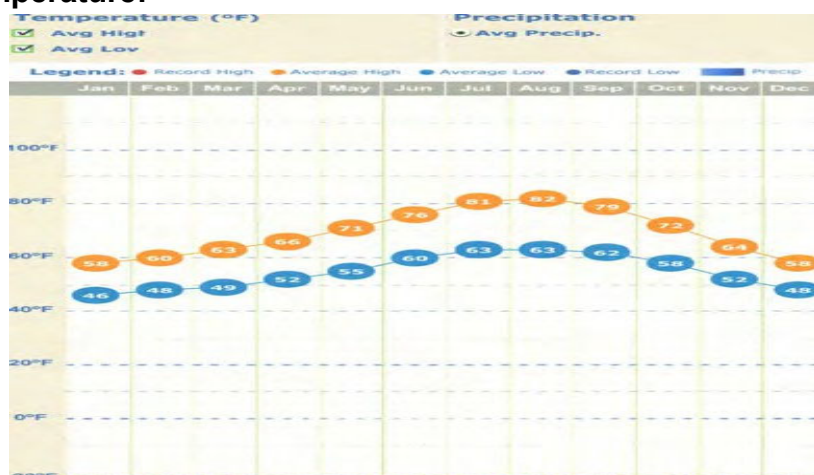 mperature:
Temperature (°F)
Precipitation
Avg High
Avg Precip.
Avg Low
Legend: Record High Average High Average Low Record Low Precip
Jan Feb Mar Apr May Jun Jul Aug Sep Oct Nov Dec
100°F
80°F
81 82 79
76
71 72
66
63 64
60
58 58
60°F
63 63 62
60 58
55
52 52
46 48 49 48
40°F
20°F
0°F